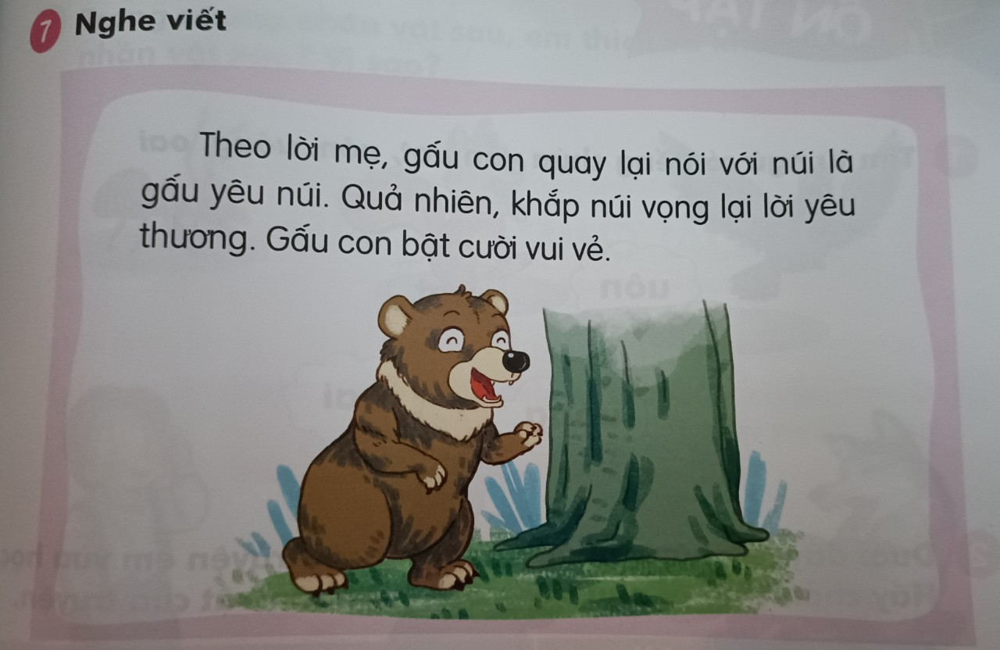 7 Nghe viết
Theo lời mẹ, gấu con quay lại nói với núi là
gấu yêu núi. Quả nhiên, khắp núi vọng lại lời yêu
thương. Gấu con bật cười vui vẻ.